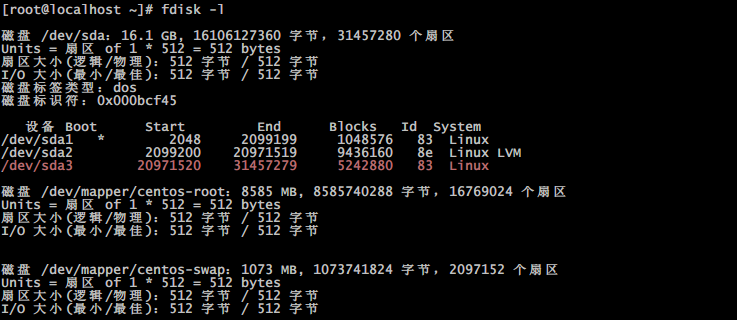 [root@localhost ~]# fdisk -l
磁盘 /dev/sda：16.1 GB, 16106127360 字节，31457280 个扇区
Units = 扇区 of 1 * 512 = 512 bytes
扇区大小(逻辑/物理)：512 字节 / 512 字节
I/O 大小(最小/最佳)：512 字节 / 512 字节
磁盘标签类型：dos
磁盘标识符：0x000bcf45
设备 Boot Start End Blocks Id System
/dev/sda1 * 2048 2099199 1048576 83 Linux
/dev/sda2 2099200 20971519 9436160 8e Linux LVM
/dev/sda3 20971520 31457279 5242880 83 Linux
磁盘 /dev/mapper/centos-root：8585 MB, 8585740288 字节，16769024 个扇区
Units = 扇区 of 1 * 512 = 512 bytes
扇区大小(逻辑/物理)：512 字节 / 512 字节
I/O 大小(最小/最佳)：512 字节 / 512 字节
磁盘 /dev/mapper/centos-swap：1073 MB, 1073741824 字节，2097152 个扇区
Units = 扇区 of 1 * 512 = 512 bytes
扇区大小(逻辑/物理)：512 字节 / 512 字节
I/O 大小(最小/最佳)：512 字节 / 512 字节